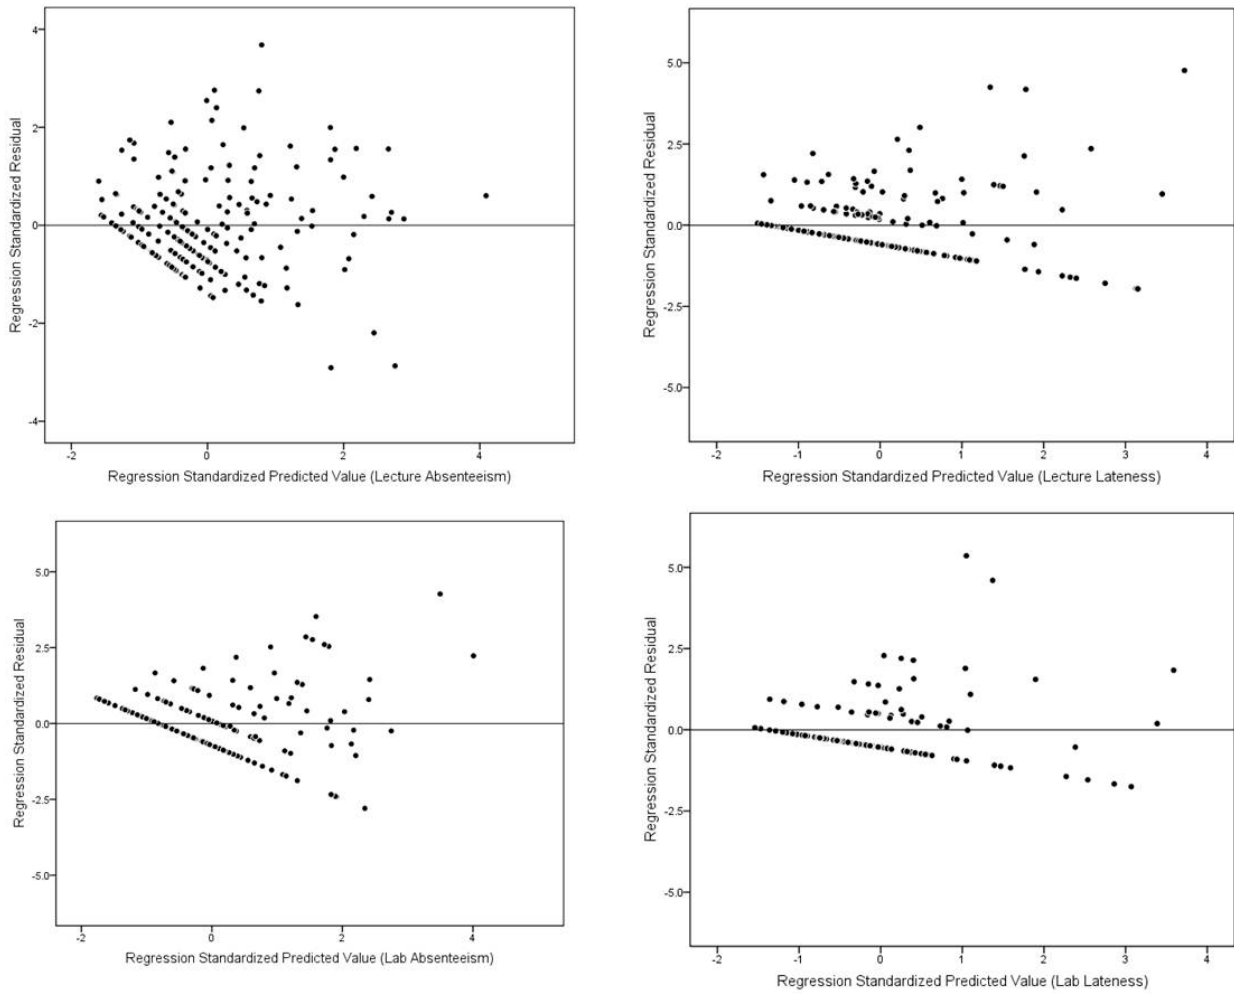 4
2
0
-2
-4
Regression Standardized Residual
-2 0 2 4
Regression Standardized Predicted Value (Lecture Absenteeism)
5.0
2.5
0.0
-2.5
-5.0
Regression Standardized Residual
-2 -1 0 1 2 3 4
Regression Standardized Predicted Value (Lecture Lateness)
5.0
2.5
0.0
-2.5
-5.0
Regression Standardized Residual
-2 0 2 4
Regression Standardized Predicted Value (Lab Absenteeism)
5.0
2.5
0.0
-2.5
-5.0
Regression Standardized Residual
-2 -1 0 1 2 3 4
Regression Standardized Predicted Value (Lab Lateness)